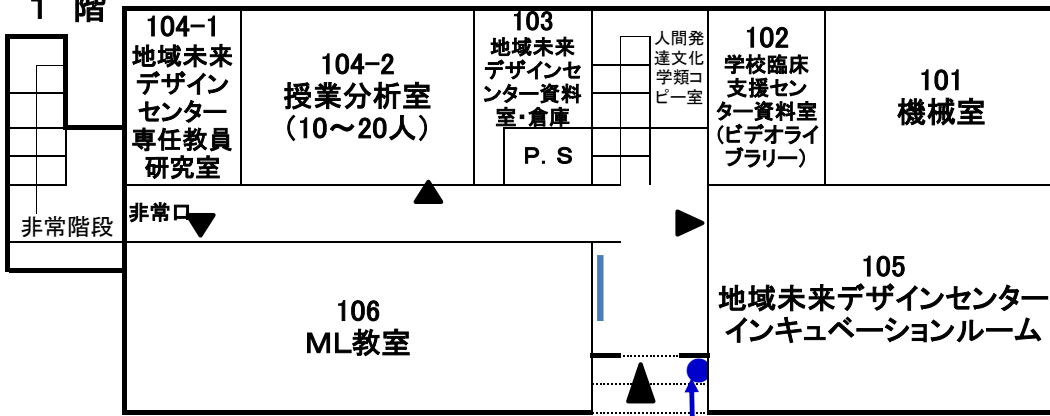 1 階
104-1
地域未来
デザイン
センター
専任教員
研究室
104-2
授業分析室
（10～20人）
103
地域未来
デザインセ
ンター資料
室・倉庫
P. S
人間発
達文化
学類コ
ピー室
102
学校臨床
支援セン
ター資料室
(ビデオライ
ブラリー)
101
機械室
非常階段
非常口
106
ML教室
105
地域未来デザインセンター
インキュベーションルーム